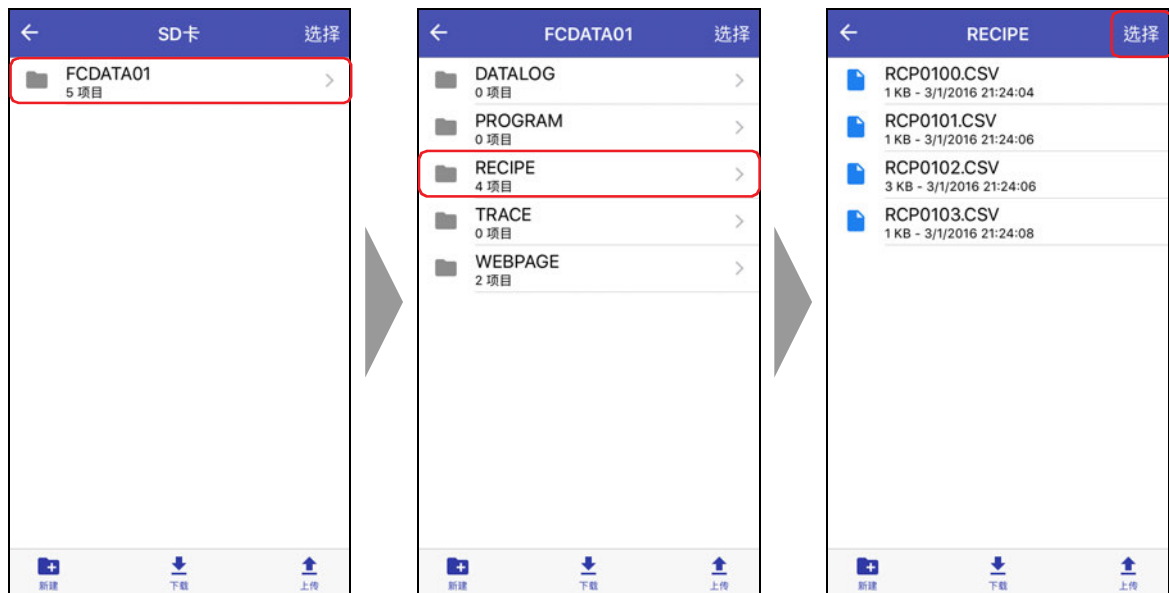 SD卡
选择
FCDATA01
5 项目
新建
下载
上传
FCDATA01
选择
DATALOG
0 项目
PROGRAM
0 项目
RECIPE
4 项目
TRACE
0 项目
WEBPAGE
2 项目
新建
下载
上传
RECIPE
选择
RCP0100.CSV
1 KB - 3/1/2016 21:24:04
RCP0101.CSV
1 KB - 3/1/2016 21:24:06
RCP0102.CSV
3 KB - 3/1/2016 21:24:06
RCP0103.CSV
1 KB - 3/1/2016 21:24:08
新建
下载
上传